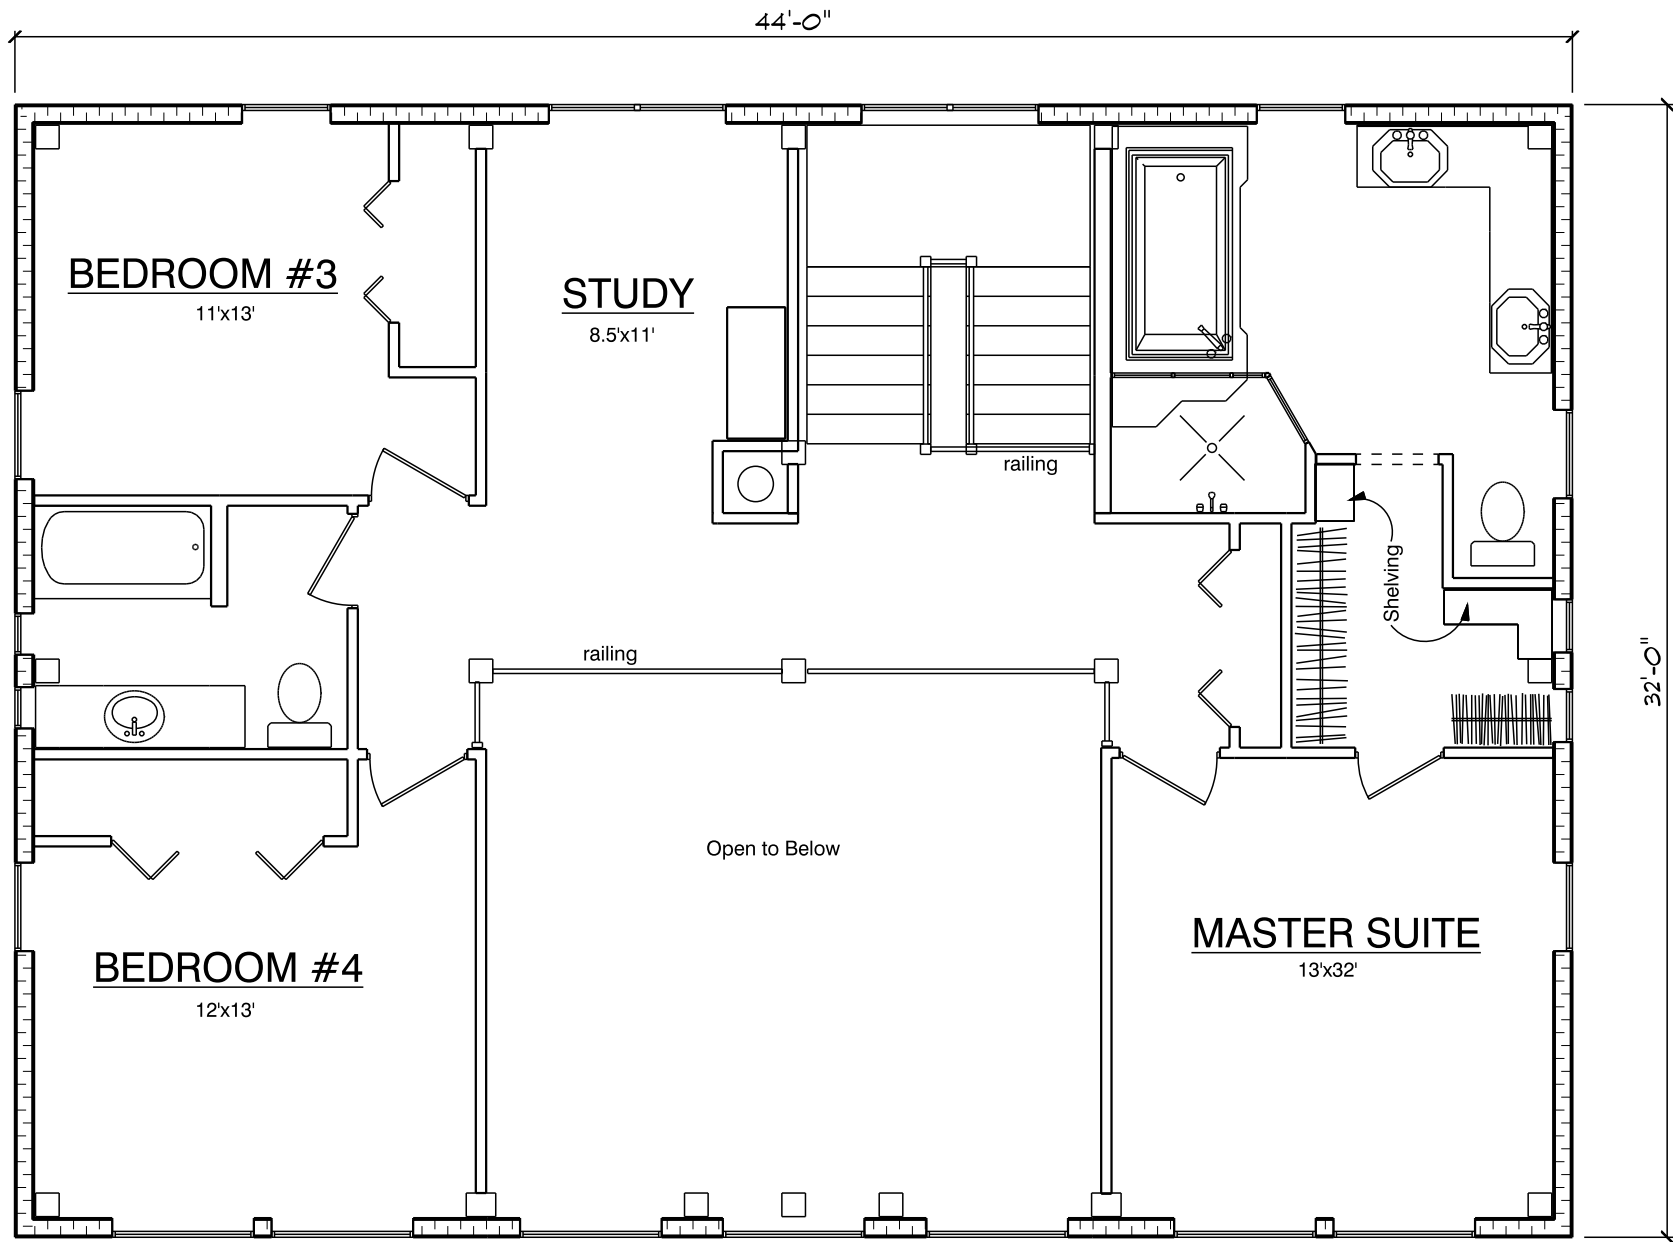 44'-0"
BEDROOM #3
11'x13'
STUDY
8.5'x11'
railing
Shelving
railing
32'-0"
Open to Below
MASTER SUITE
13'x32'
BEDROOM #4
12'x13'